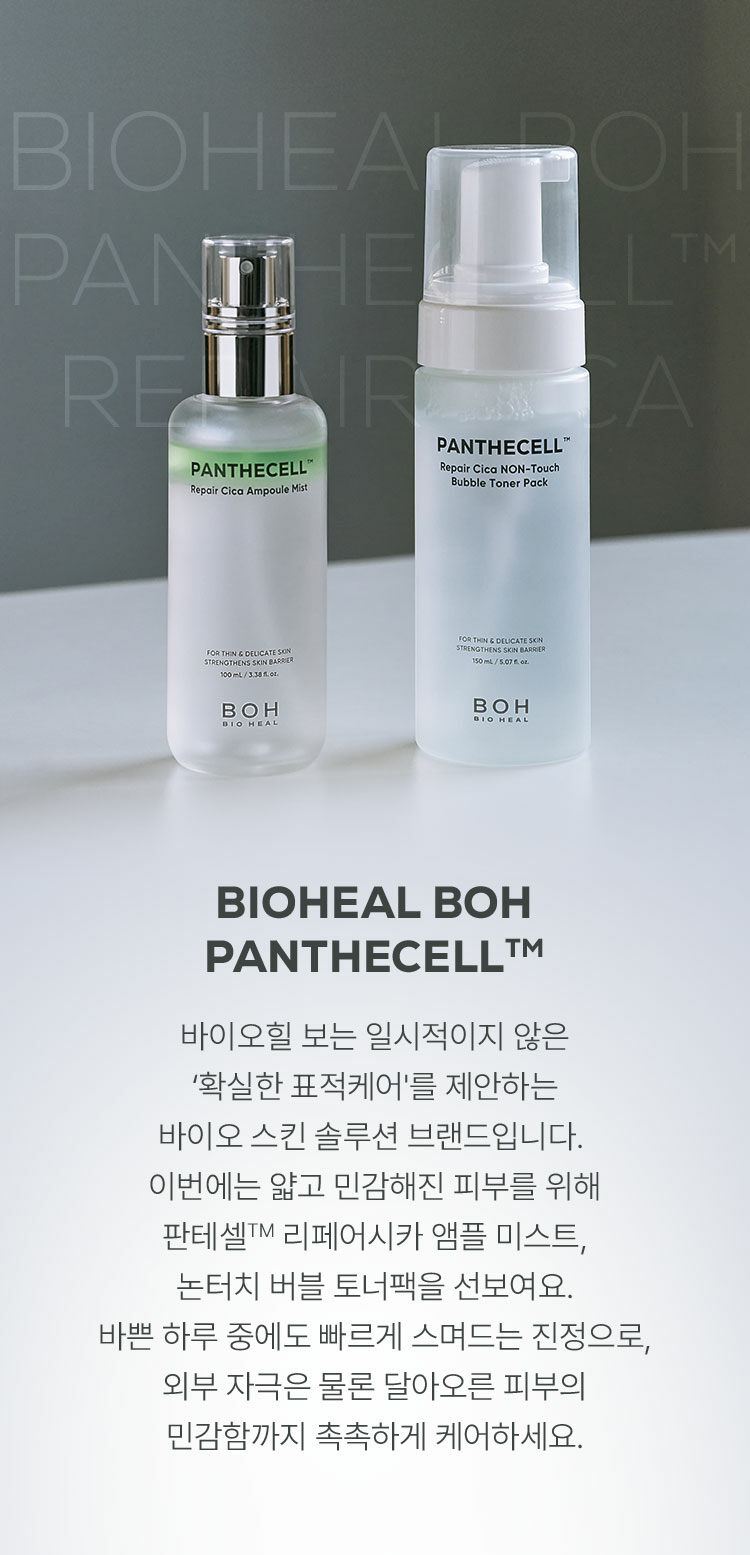 BIOHEAL BOH
PANTHECELL™
REPAIR CICA
PANTHECELL™
Repair Cica Ampoule Mist
FOR THIN & DELICATE SKIN
STRENGTHENS SKIN BARRIER
100 mL / 3.38 fl. oz.
BOH
BIO HEAL
PANTHECELL™
Repair Cica NON-Touch
Bubble Toner Pack
FOR THIN & DELICATE SKIN
STRENGTHENS SKIN BARRIER
150 mL / 5.07 fl. oz.
BOH
BIO HEAL
BIOHEAL BOH
PANTHECELL™
바이오힐 보는 일시적이지 않은
‘확실한 표적케어'를 제안하는
바이오 스킨 솔루션 브랜드입니다.
이번에는 얇고 민감해진 피부를 위해
판테셀™ 리페어시카 앰플 미스트,
논터치 버블 토너팩을 선보여요.
바쁜 하루 중에도 빠르게 스며드는 진정으로,
외부 자극은 물론 달아오른 피부의
민감함까지 촉촉하게 케어하세요.